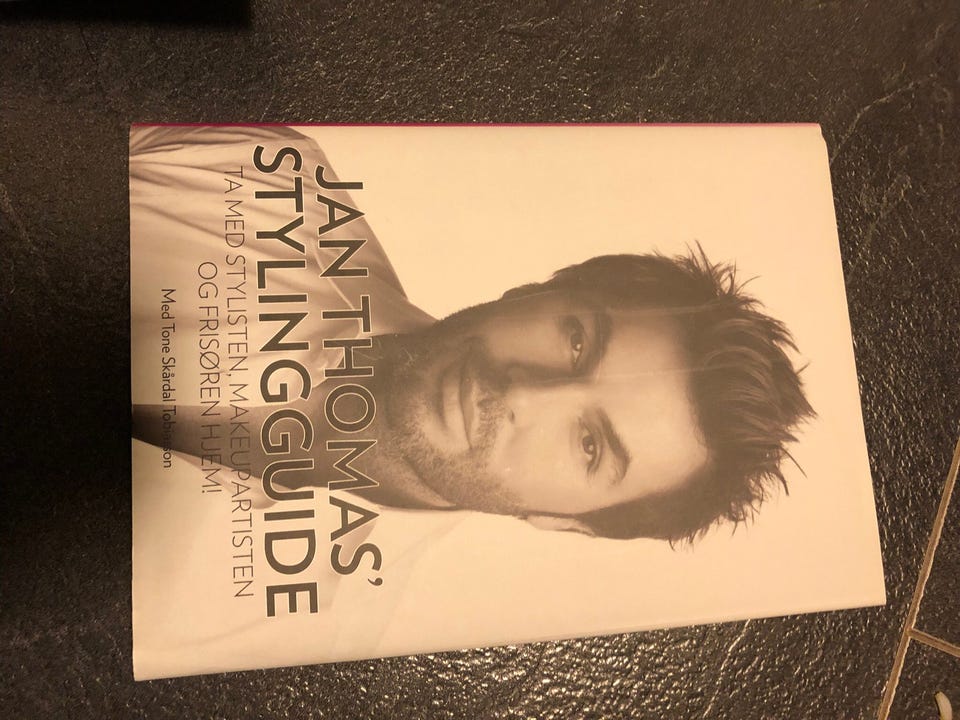 JAN THOMAS'
STYLINGGUIDE
TA MED STYLISTEN, MAKEUPARTISTEN
OG FRISØREN HJEM!
Med Tone Skårdal Tobiasson